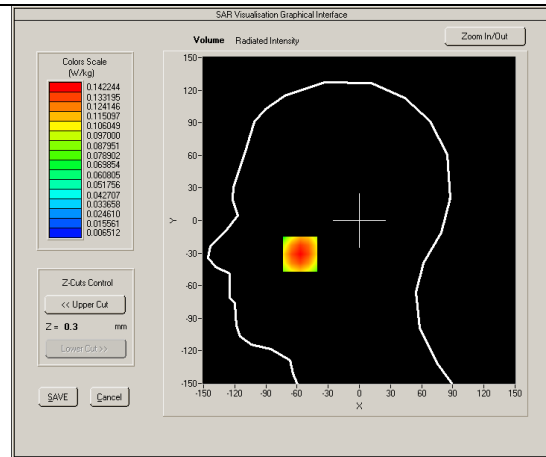 SAR Visualisation Graphical Interface
Volume Radiated Intensity
Zoom In/Out
Colors Scale
(W/kg)
0.142244
0.133195
0.124146
0.115097
0.106049
0.097000
0.087951
0.078902
0.069854
0.060805
0.051756
0.042707
0.033658
0.024610
0.015561
0.006512
Z-Cuts Control
<< Upper Cut
Z = 0.3 mm
Lower Cut >>
SAVE Cancel
150
120
90
60
30
0
-30
-60
-90
-120
-150
Y
-150 -120 -90 -60 -30 0 30 60 90 120 150
X